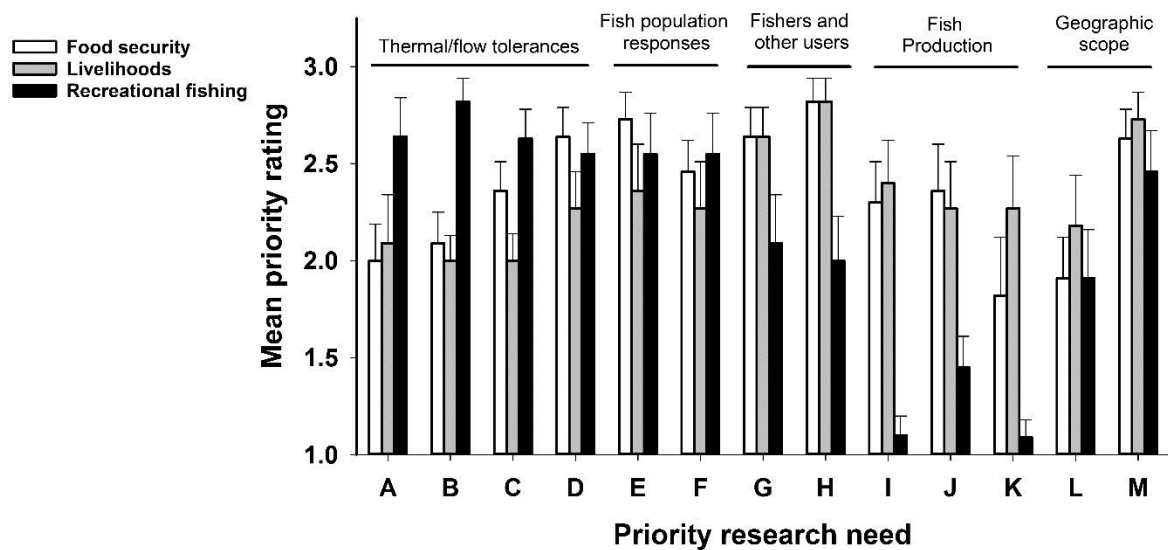 Food security
Livelihoods
Recreational fishing
Thermal/flow tolerances
Fish population
responses
Fishers and
other users
Fish
Production
Geographic
scope
Mean priority rating
3.0
2.5
2.0
1.5
1.0
A B C D E F G H I J K L M
Priority research need